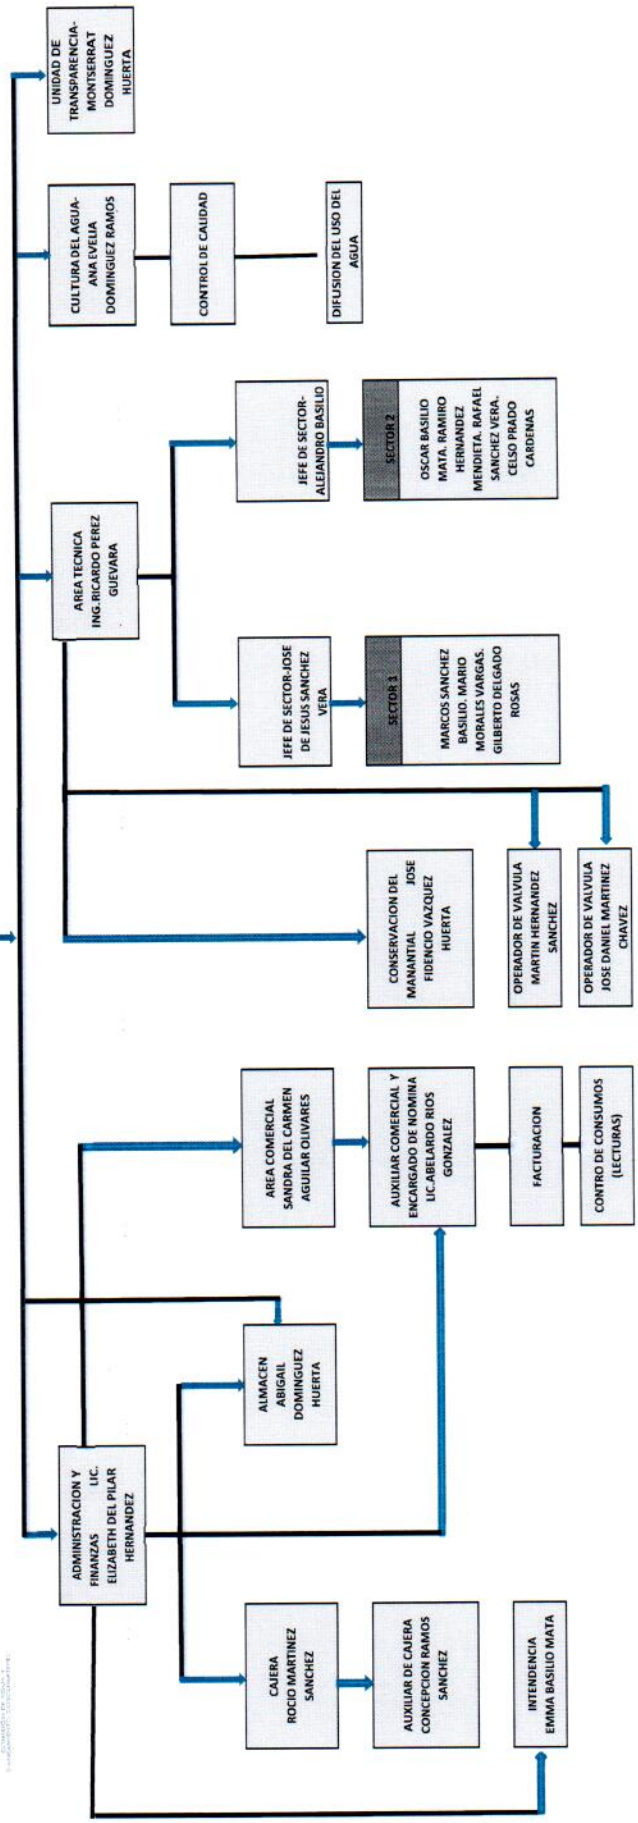 ADMINISTRACION Y
FINANZAS LIC.
ELIZABETH DEL PILAR
HERNANDEZ
AREA TECNICA
ING. RICARDO PEREZ
GUEVARA
CULTURA DEL AGUA-
ANA EVELIA
DOMINGUEZ RAMOS
UNIDAD DE
TRANSPARENCIA-
MONTSERRAT
DOMINGUEZ
HUERTA
CONTROL DE CALIDAD
CAJERA
ROCIO MARTINEZ
SANCHEZ
ALMACEN
ABIGAIL
DOMINGUEZ
HUERTA
AREA COMERCIAL
SANDRA DEL CARMEN
AGUILAR OLIVARES
JEFE DE SECTOR-JOSE
DE JESUS SANCHEZ
VERA
JEFE DE SECTOR-
ALEJANDRO BASILIO
DIFUSION DEL USO DEL
AGUA
AUXILIAR DE CAJERA
CONCEPCION RAMOS
SANCHEZ
AUXILIAR COMERCIAL Y
ENCARGADO DE NOMINA
LIC.ABELARDO RIOS
GONZALEZ
CONSERVACION DEL
MANANTIAL JOSE
FIDENCIO VAZQUEZ
HUERTA
SECTOR 1
MARCOS SANCHEZ
BASILIO. MARIO
MORALES VARGAS.
GILBERTO DELGADO
ROSAS
SECTOR 2
OSCAR BASILIO
MATA. RAMIRO
HERNANDEZ
MENDIETA. RAFAEL
SANCHEZ VERA.
CELSO PRADO
CARDENAS
INTENDENCIA
EMMA BASILIO MATA
FACTURACION
OPERADOR DE VALVULA
MARTIN HERNANDEZ
SANCHEZ
CONTRO DE CONSUMOS
(LECTURAS)
OPERADOR DE VALVULA
JOSE DANIEL MARTINEZ
CHAVEZ